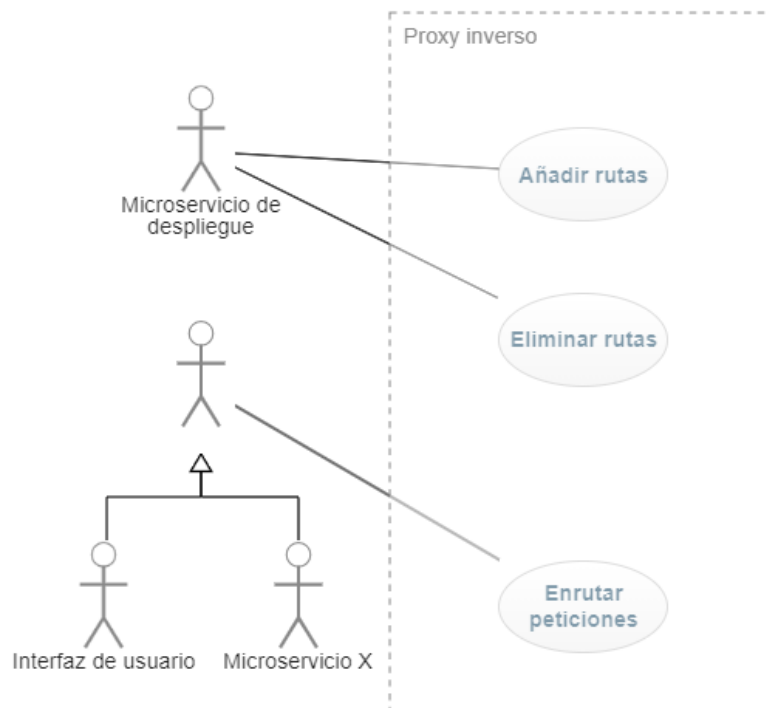 Proxy inverso
Microservicio de
despliegue
Añadir rutas
Eliminar rutas
Enrutar
peticiones
Interfaz de usuario
Microservicio X